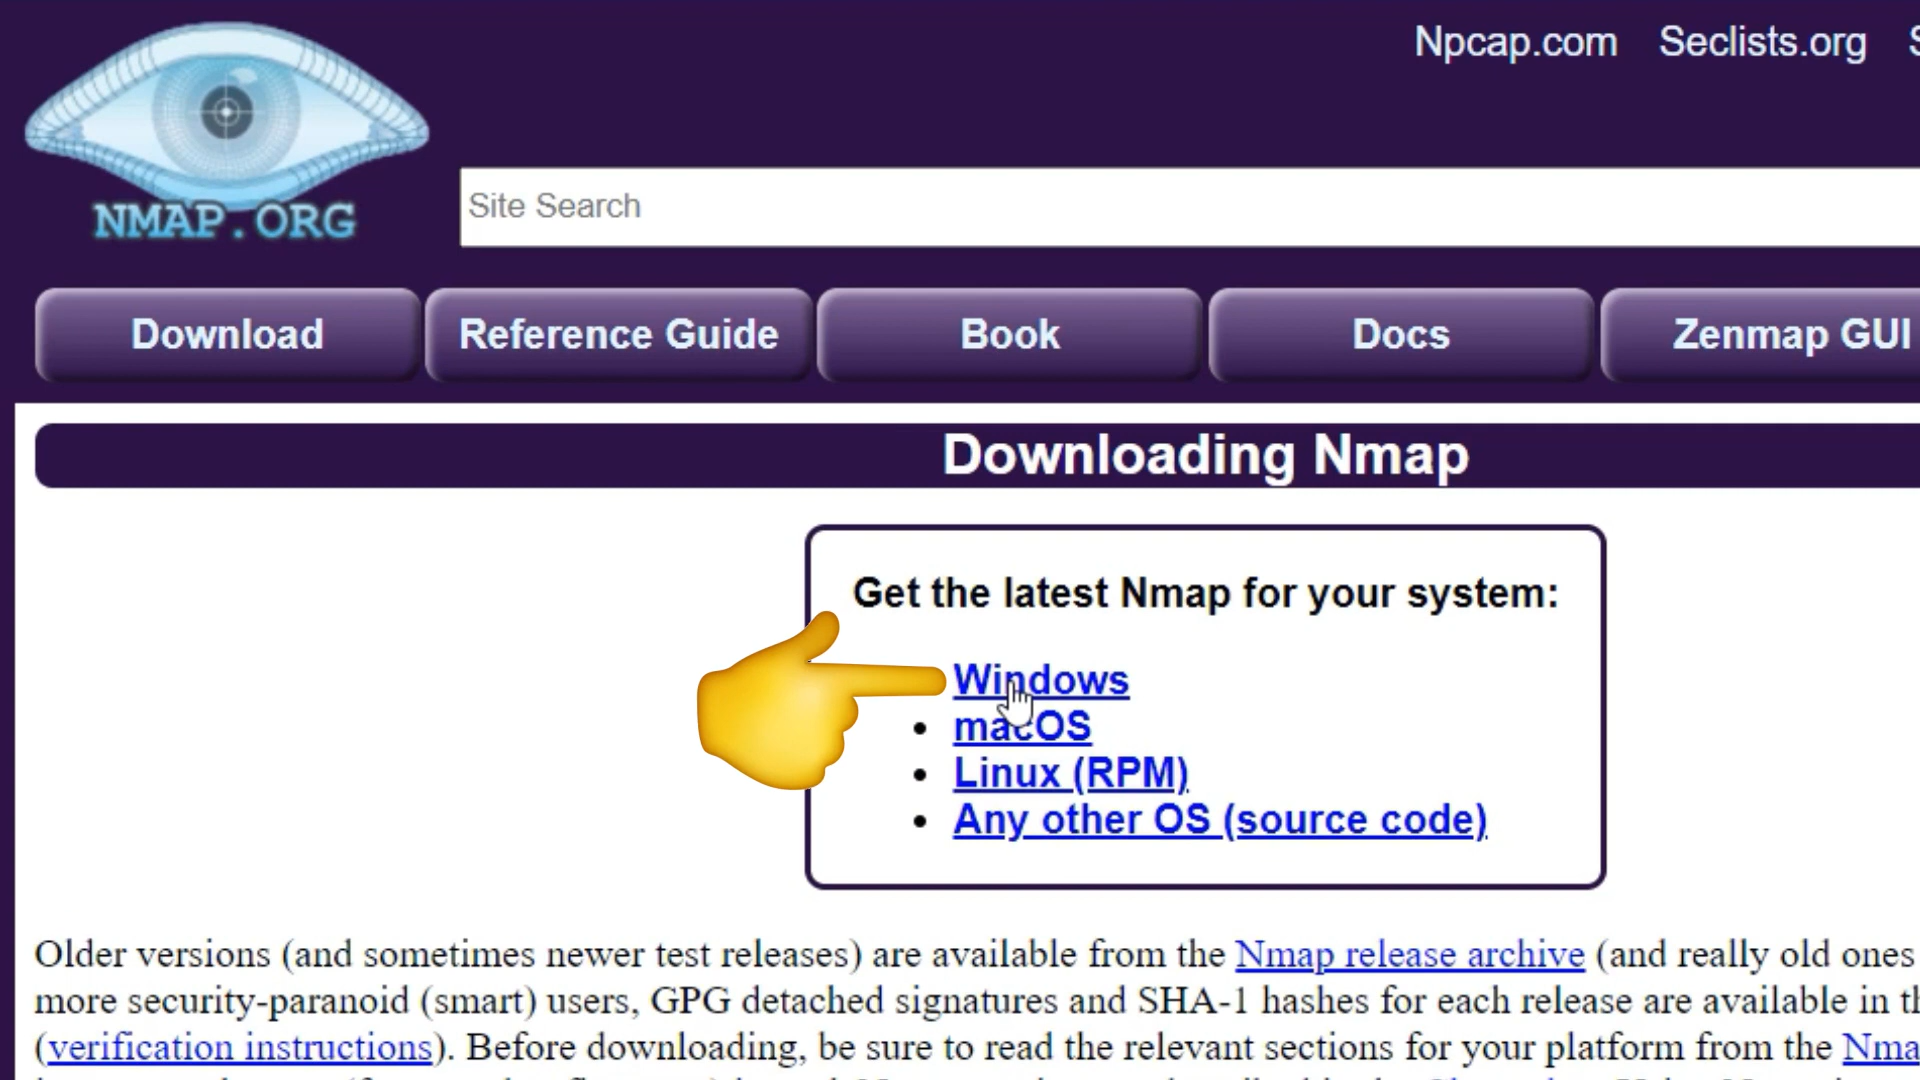 Npcap.com Seclists.org
NMAP.ORG
Site Search
Download Reference Guide Book Docs Zenmap GUI
Downloading Nmap
Get the latest Nmap for your system:
Windows
• macOS
• Linux (RPM)
• Any other OS (source code)
Older versions (and sometimes newer test releases) are available from the Nmap release archive (and really old ones
more security-paranoid (smart) users, GPG detached signatures and SHA-1 hashes for each release are available in th
(verification instructions). Before downloading, be sure to read the relevant sections for your platform from the Nma